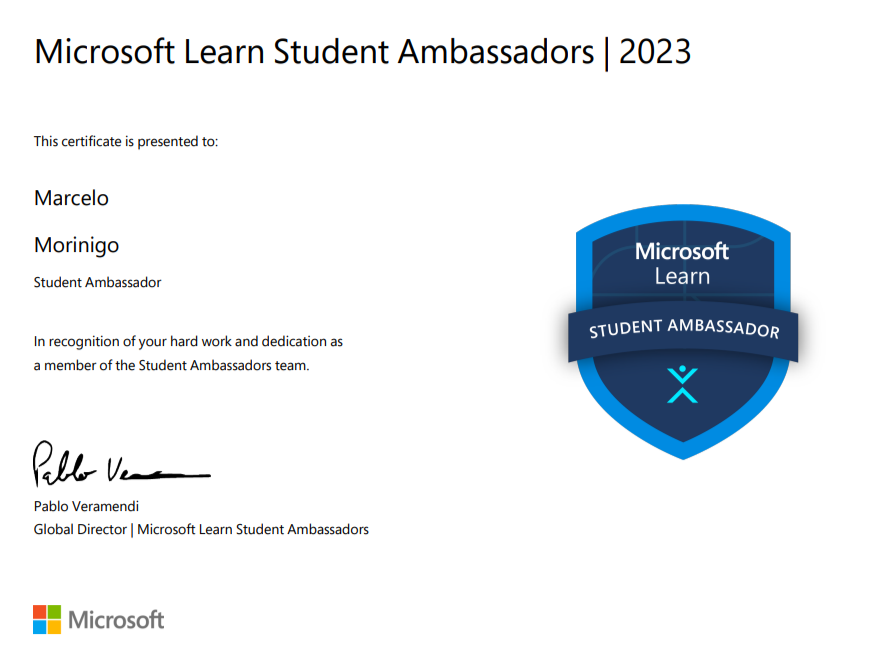 Microsoft Learn Student Ambassadors | 2023
This certificate is presented to:
Marcelo
Morinigo
Student Ambassador
In recognition of your hard work and dedication as
a member of the Student Ambassadors team.
Microsoft
Learn
STUDENT AMBASSADOR
Pablo Vera
Pablo Veramendi
Global Director | Microsoft Learn Student Ambassadors
Microsoft